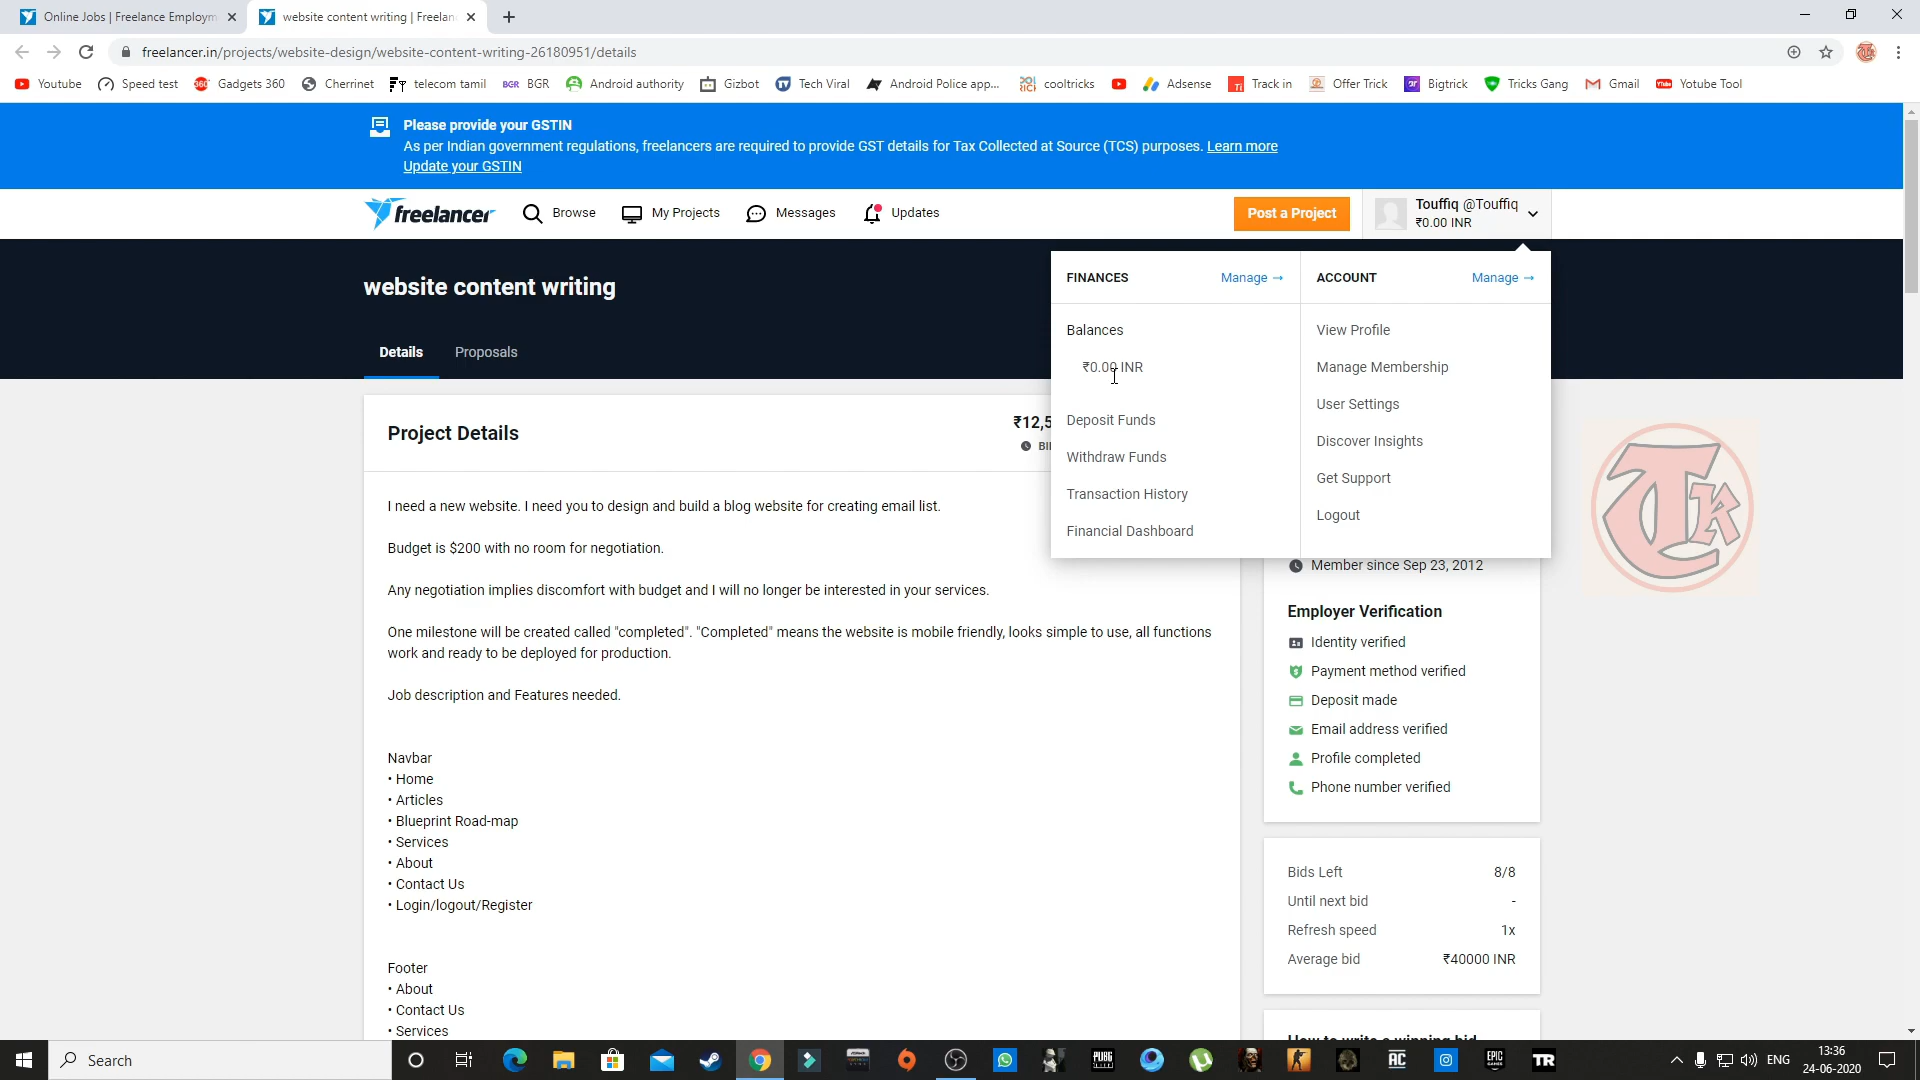 Online Jobs | Freelance Employm
website content writing | Freelan
freelancer.in/projects/website-design/website-content-writing-26180951/details
Youtube
Speed test
360
Gadgets 360
Cherrinet
telecom tamil
BGR
BGR
Android authority
Gizbot
Tech Viral
Android Police app...
cooltricks
Adsense
Track in
Offer Trick
Bigtrick
Tricks Gang
Gmail
Yotube Tool
Please provide your GSTIN
As per Indian government regulations, freelancers are required to provide GST details for Tax Collected at Source (TCS) purposes. Learn more
Update your GSTIN
freelancer
Browse
My Projects
Messages
Updates
Post a Project
Touffiq @Touffiq
₹0.00 INR
website content writing
Details
Proposals
FINANCES
Manage →
ACCOUNT
Manage →
Balances
₹0.00 INR
Deposit Funds
Withdraw Funds
Transaction History
Financial Dashboard
View Profile
Manage Membership
User Settings
Discover Insights
Get Support
Logout
Project Details
₹12,5
I need a new website. I need you to design and build a blog website for creating email list.
Budget is $200 with no room for negotiation.
Any negotiation implies discomfort with budget and I will no longer be interested in your services.
One milestone will be created called "completed". "Completed" means the website is mobile friendly, looks simple to use, all functions
work and ready to be deployed for production.
Job description and Features needed.
Navbar
• Home
• Articles
• Blueprint Road-map
• Services
• About
• Contact Us
• Login/logout/Register
Footer
• About
• Contact Us
• Services
Member since Sep 23, 2012
Employer Verification
Identity verified
Payment method verified
Deposit made
Email address verified
Profile completed
Phone number verified
Bids Left 8/8
Until next bid -
Refresh speed 1x
Average bid ₹40000 INR
How to write a winning bid
Search
PUBG
AC
EPIC GAMES
TR
ENG
13:36
24-06-2020